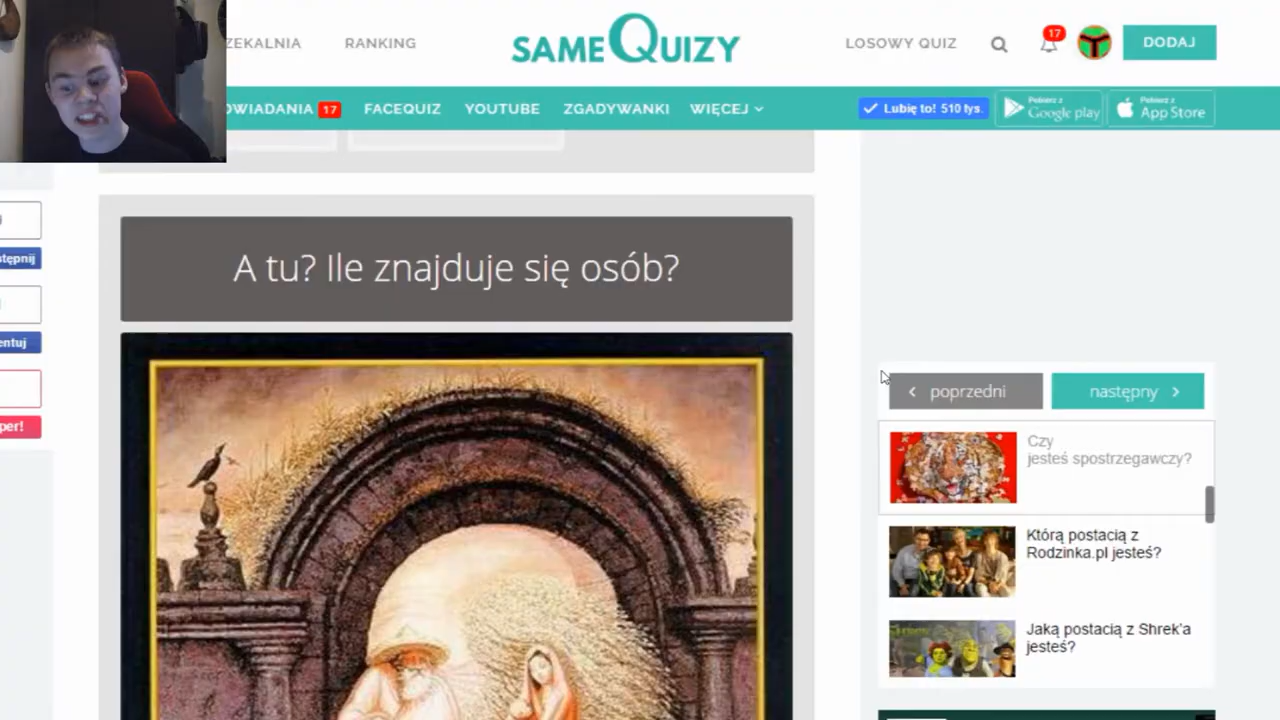 ZEKALNIA
RANKING
SAMEQUIZY
LOSOWY QUIZ
17
DODAJ
OWIADANIA 17
FACEQUIZ
YOUTUBE
ZGADYWANKI
WIĘCEJ
Lubię to! 510 tys.
Pobierz z
Google play
Pobierz z
App Store
A tu? Ile znajduje się osób?
stępnij
entuj
per!
poprzedni
następny
Czy
jesteś spostrzegawczy?
Którą postacią z
Rodzinka.pl jesteś?
Jaką postacią z Shrek'a
jesteś?